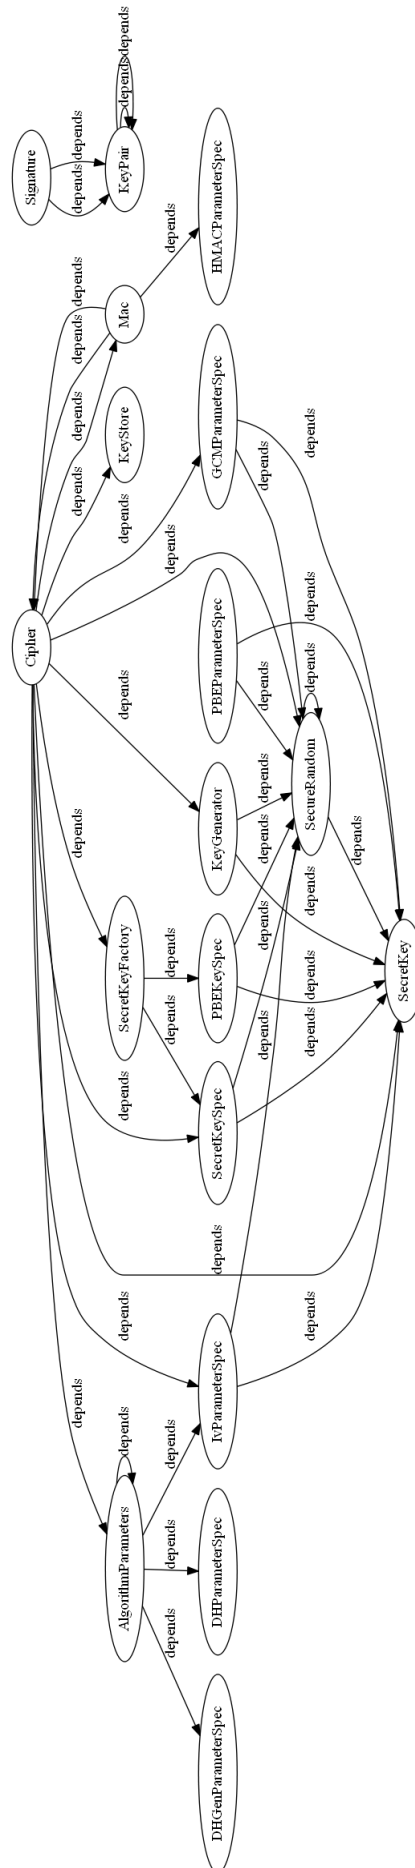 Cipher
Signature
depends
depends
depends
depends
depends
depends
depends
depends
AlgorithmParameters
depends
depends
depends
SecretKeyFactory
depends
depends
KeyStore
Mac
KeyPair
depends
depends
depends
depends
depends
depends
depends
depends
depends
DHGenParameterSpec
DHParameterSpec
IvParameterSpec
depends
SecretKeySpec
PBEKeySpec
KeyGenerator
PBEParameterSpec
GCMParameterSpec
HMACParameterSpec
depends
depends
depends
depends
depends
depends
depends
depends
depends
depends
SecureRandom
depends
depends
depends
depends
SecretKey